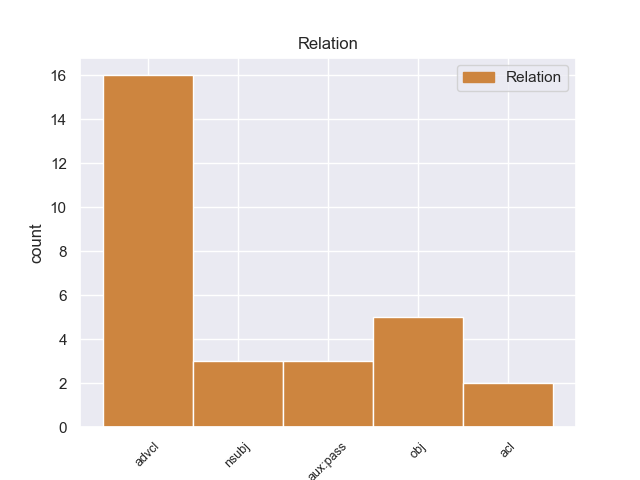 Relation
Relation
16
14
12
10
8
6
4
2
0
count
advcl
nsubj
aux:pass
obj
acl